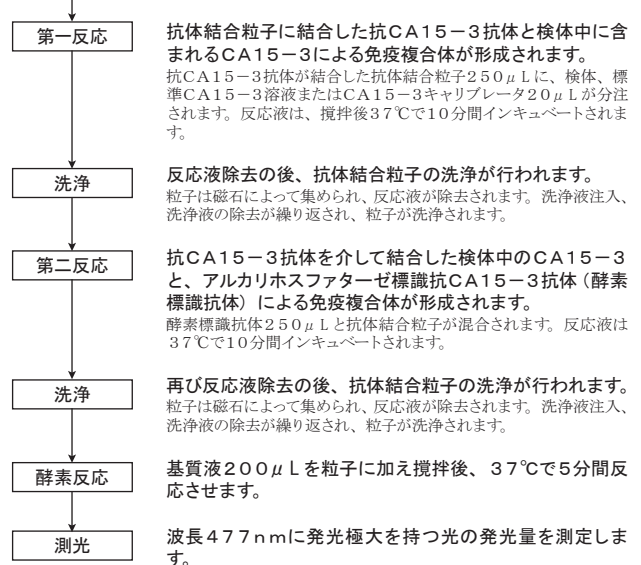 第一反応
抗体結合粒子に結合した抗CA15－3抗体と検体中に含
まれるCA15－3による免疫複合体が形成されます。
抗CA15－3抗体が結合した抗体結合粒子250μLに、検体、標
準CA15－3溶液またはCA15－3キャリブレータ20μLが分注
されます。反応液は、撹拌後37℃で10分間インキュベートされま
す。
洗浄
反応液除去の後、抗体結合粒子の洗浄が行われます。
粒子は磁石によって集められ、反応液が除去されます。洗浄液注入、
洗浄液の除去が繰り返され、粒子が洗浄されます。
第二反応
抗CA15－3抗体を介して結合した検体中のCA15－3
と、アルカリホスファターゼ標識抗CA15－3抗体（酵素
標識抗体）による免疫複合体が形成されます。
酵素標識抗体250μLと抗体結合粒子が混合されます。反応液は
37℃で10分間インキュベートされます。
洗浄
再び反応液除去の後、抗体結合粒子の洗浄が行われます。
粒子は磁石によって集められ、反応液が除去されます。洗浄液注入、
洗浄液の除去が繰り返され、粒子が洗浄されます。
酵素反応
基質液200μLを粒子に加え撹拌後、37℃で5分間反
応させます。
測光
波長477nmに発光極大を持つ光の発光量を測定しま
す。